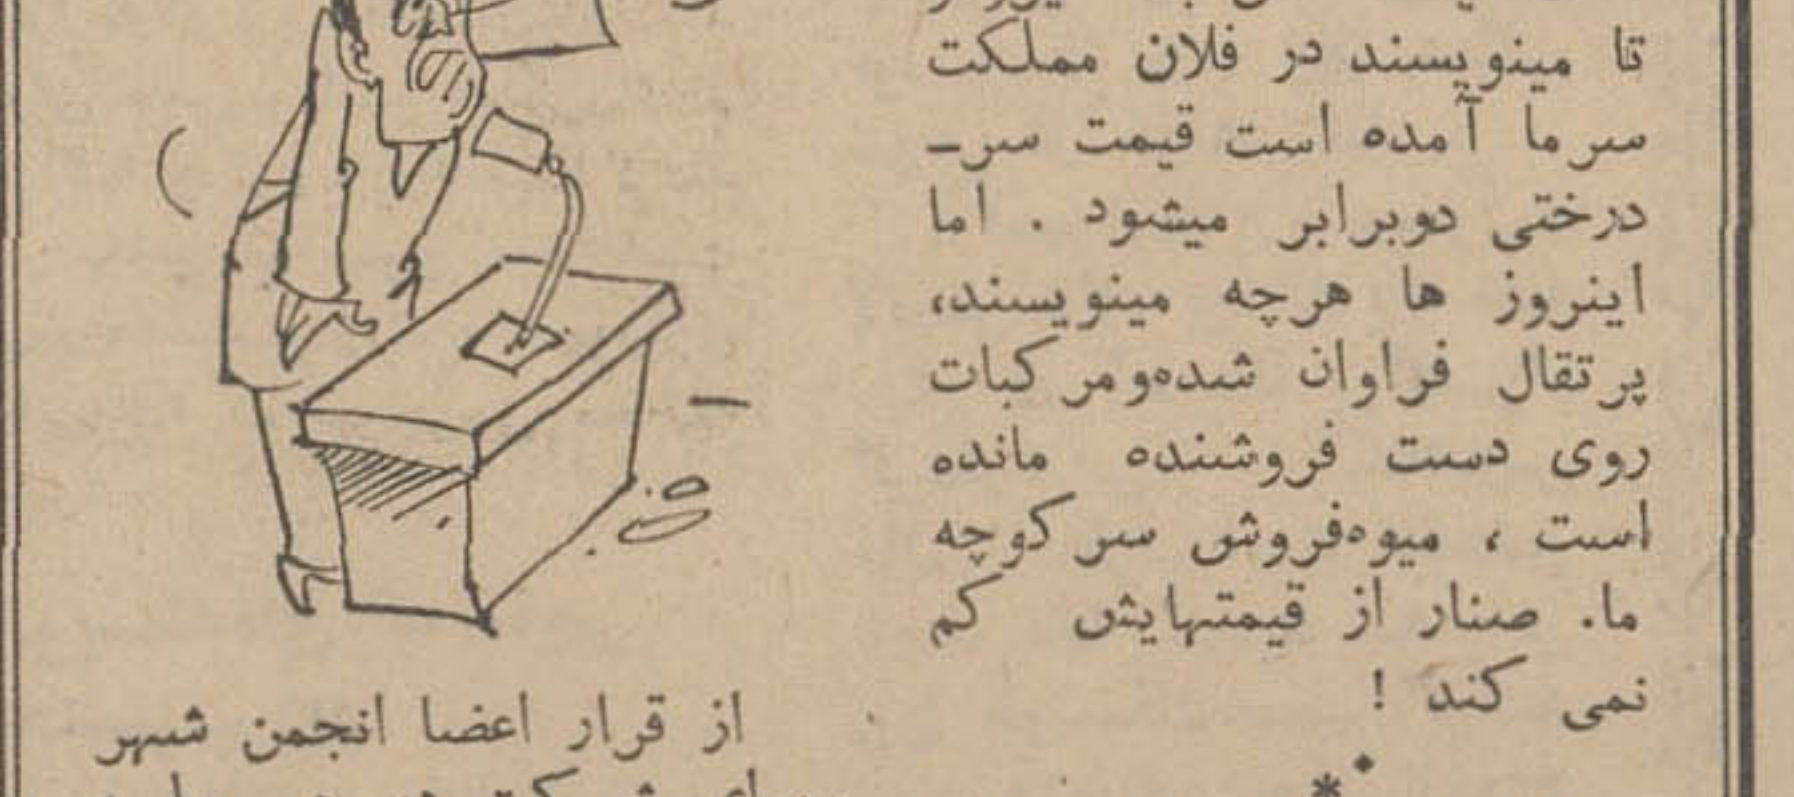 تا مینویسند در فلان مملکت
سرما آمده است قیمت سر-
درختی دوبرابر میشود . اما
اینروز ها هرچه مینویسند،
پرتقال فراوان شده‌ومرکبات
روی دست فروشنده مانده
است ، میوه‌فروش سرکوچه
ما. صنار از قیمتهایش کم
نمی کند !
*
از قرار اعضا انجمن شهر